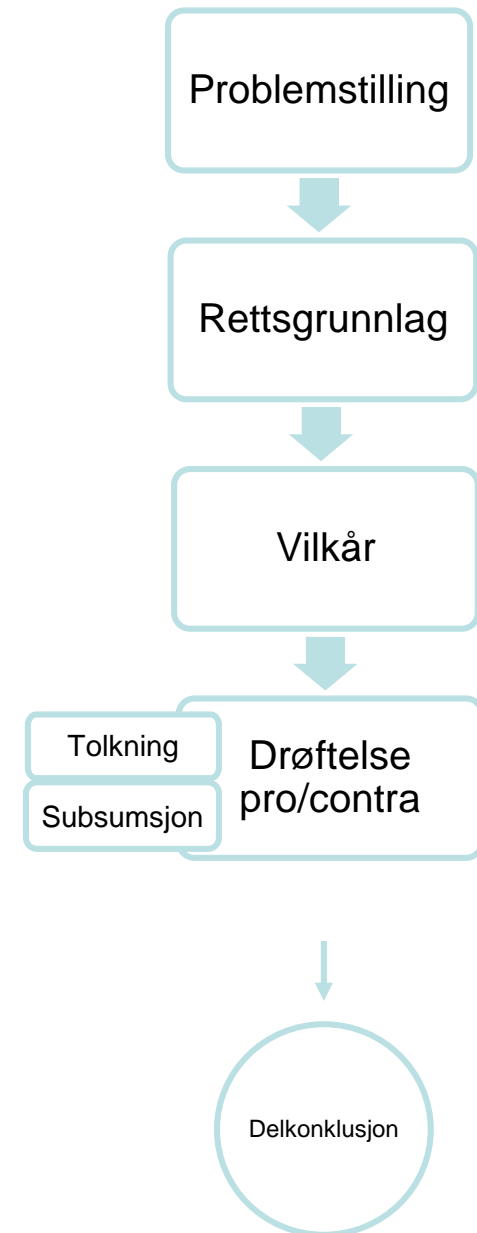 Problemstilling
Rettsgrunnlag
Vilkår
Tolkning
Subsumsjon
Drøftelse
pro/contra
Delkonklusjon